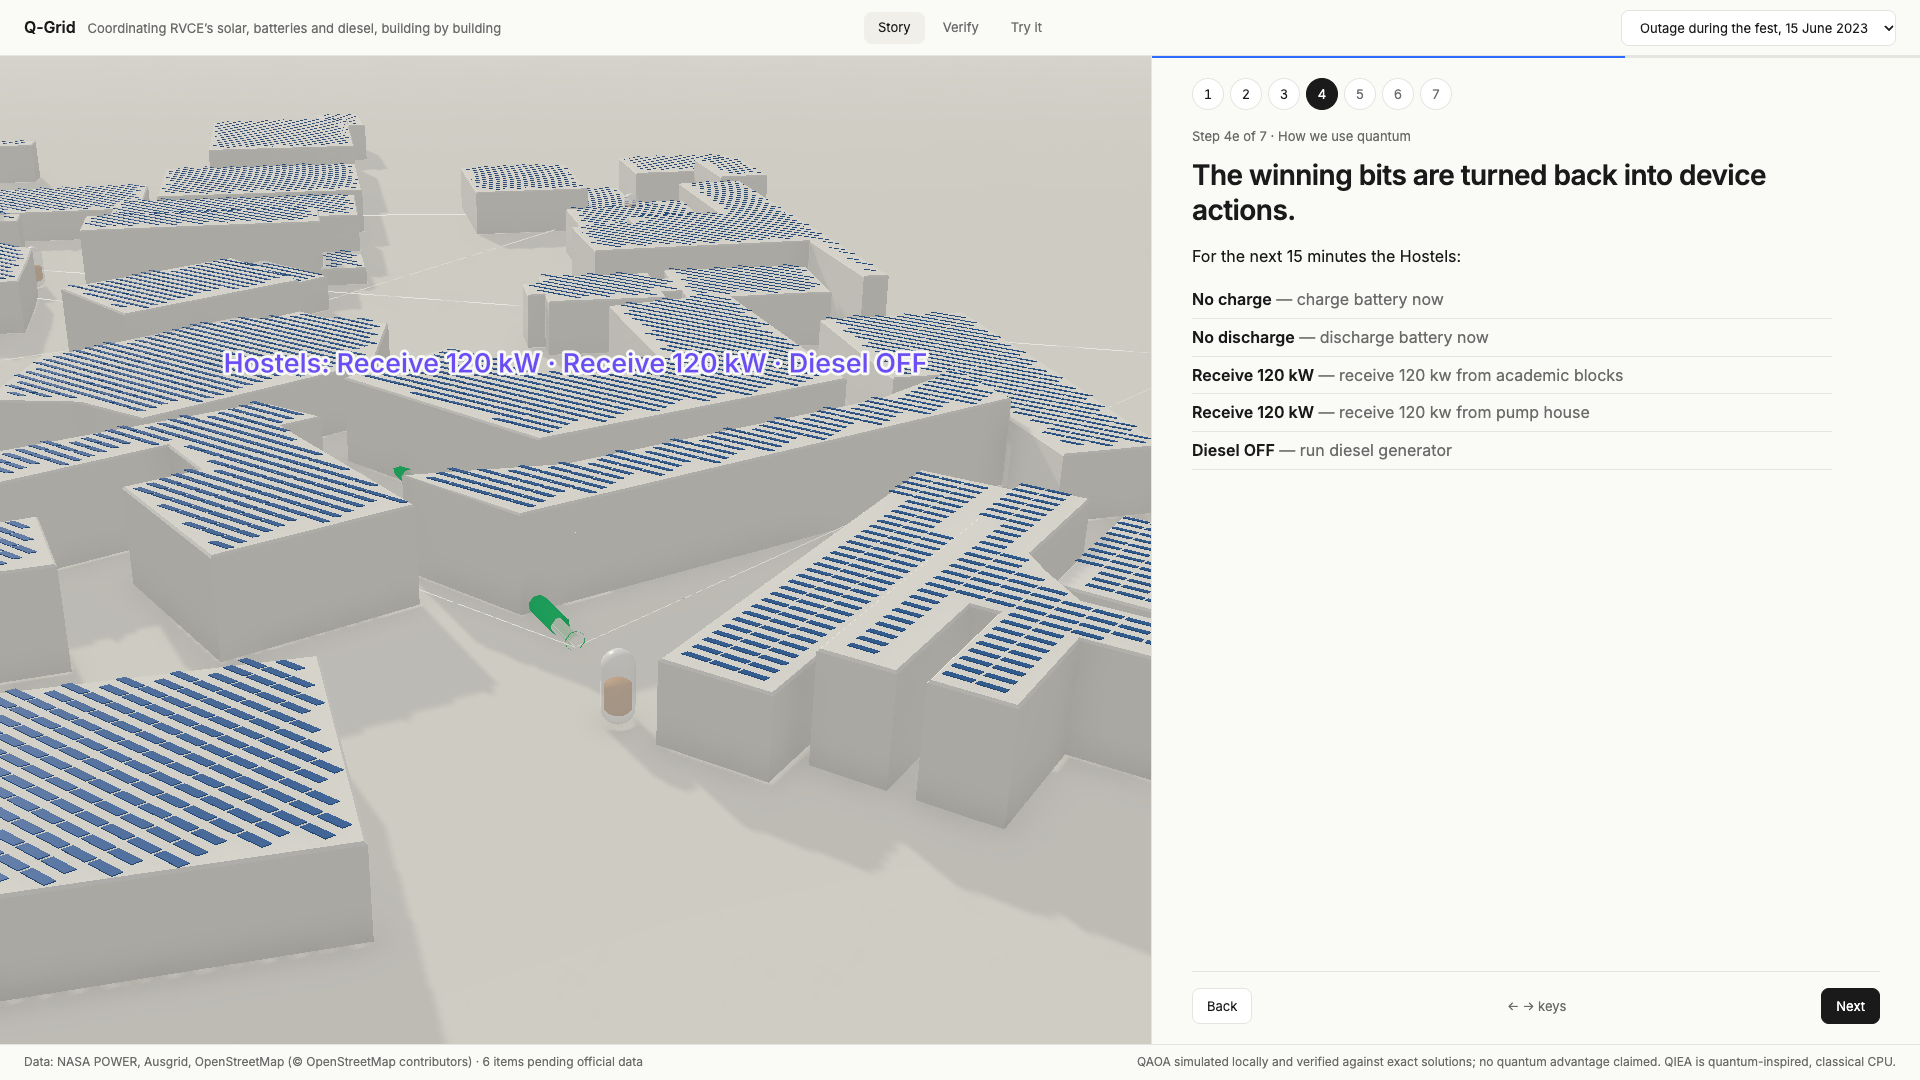 Q-Grid Coordinating RVCE's solar, batteries and diesel, building by building
Story Verify Try it
Outage during the fest, 15 June 2023
1 2 3 4 5 6 7
Step 4e of 7 · How we use quantum
The winning bits are turned back into device
actions.
For the next 15 minutes the Hostels:
No charge — charge battery now
No discharge — discharge battery now
Receive 120 kW — receive 120 kw from academic blocks
Receive 120 kW — receive 120 kw from pump house
Diesel OFF — run diesel generator
Hostels: Receive 120 kW · Receive 120 kW · Diesel OFF
Back ← → keys Next
Data: NASA POWER, Ausgrid, OpenStreetMap (© OpenStreetMap contributors) · 6 items pending official data
QAOA simulated locally and verified against exact solutions; no quantum advantage claimed. QIEA is quantum-inspired, classical CPU.